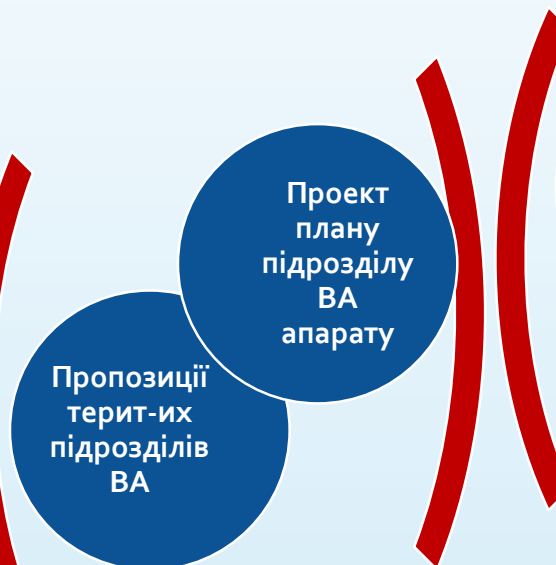 Проект
плану
підрозділу
ВА
апарату
Пропозиції
терит-их
підрозділів
ВА